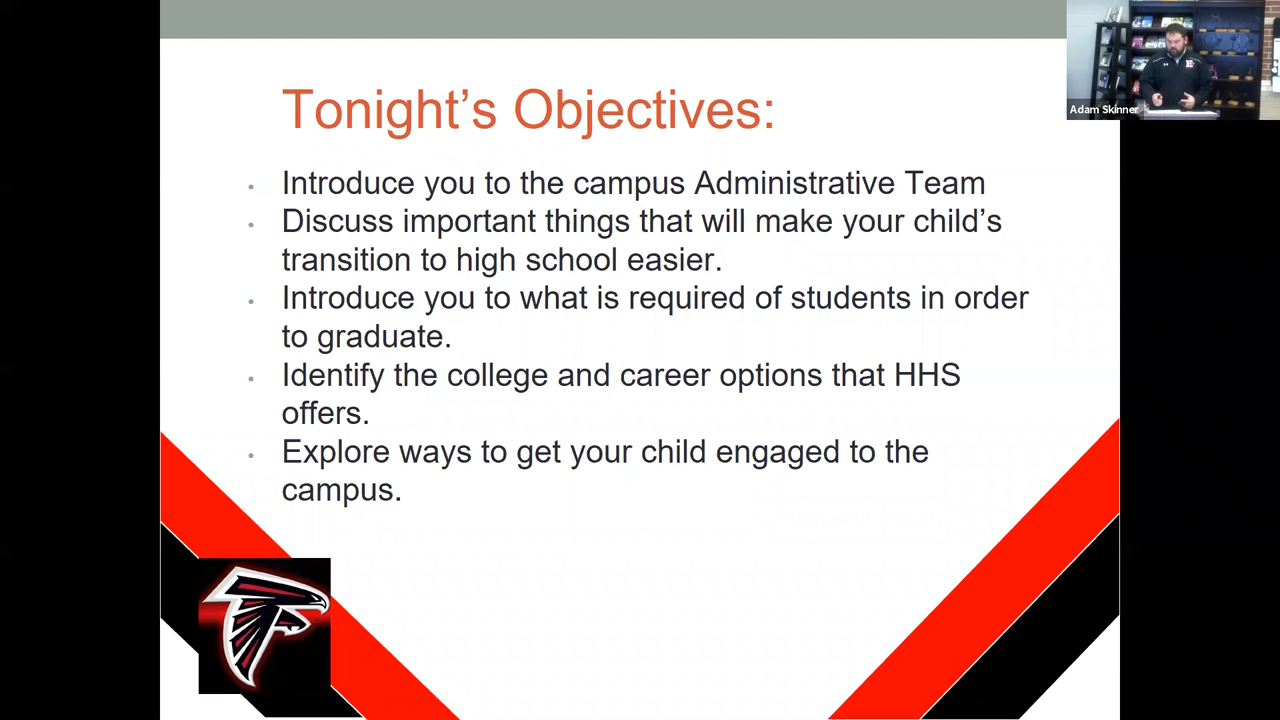 Tonight’s Objectives:
Introduce you to the campus Administrative Team
Discuss important things that will make your child’s
transition to high school easier.
Introduce you to what is required of students in order
to graduate.
Identify the college and career options that HHS
offers.
Explore ways to get your child engaged to the
campus.
Adam Skinner